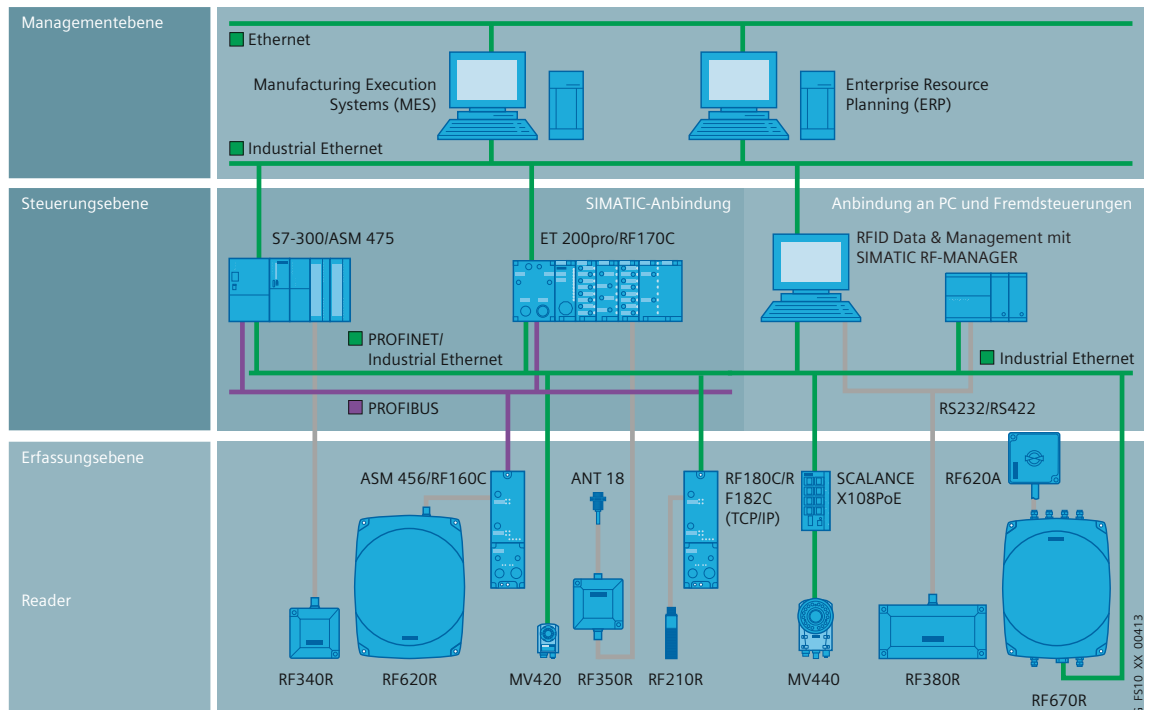 Managementebene
Ethernet
Manufacturing Execution
Systems (MES)
Enterprise Resource
Planning (ERP)
Industrial Ethernet
Steuerungsebene
SIMATIC-Anbindung
Anbindung an PC und Fremdsteuerungen
S7-300/ASM 475
ET 200pro/RF170C
RFID Data & Management mit
SIMATIC RF-MANAGER
PROFINET/
Industrial Ethernet
Industrial Ethernet
PROFIBUS
RS232/RS422
Erfassungsebene
ASM 456/RF160C
ANT 18
RF180C/R
F182C
(TCP/IP)
SCALANCE
X108PoE
RF620A
Reader
RF340R
RF620R
MV420
RF350R
RF210R
MV440
RF380R
RF670R
G_FS10_XX_00413